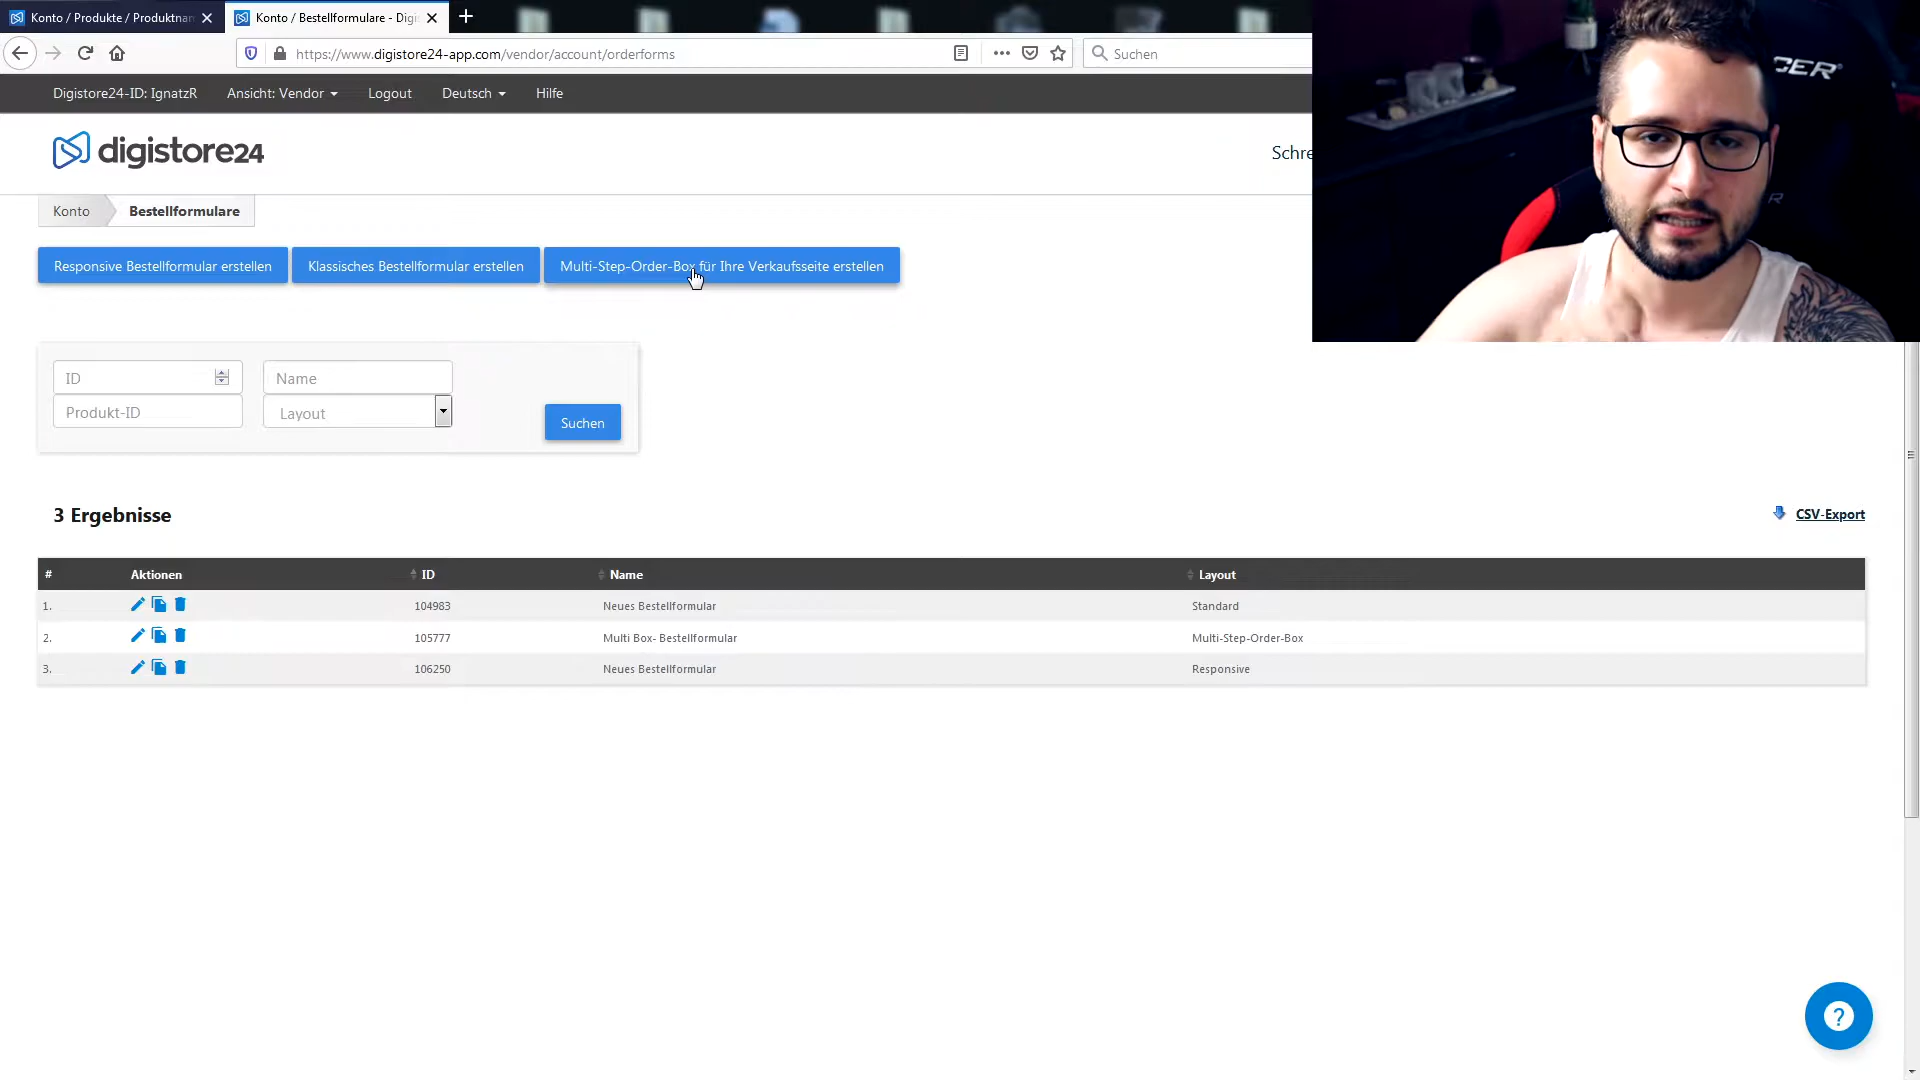 Konto / Produkte / Produktnam
Konto / Bestellformulare - Digi
https://www.digistore24-app.com/vendor/account/orderforms
Suchen
Digistore24-ID: IgnatzR
Ansicht: Vendor
Logout
Deutsch
Hilfe
digistore24
Schre
CER
Konto
Bestellformulare
Responsive Bestellformular erstellen
Klassisches Bestellformular erstellen
Multi-Step-Order-Box für Ihre Verkaufsseite erstellen
ID
Name
Produkt-ID
Layout
Suchen
3 Ergebnisse
CSV-Export
# Aktionen ID Name Layout
1. 104983 Neues Bestellformular Standard
2. 105777 Multi Box- Bestellformular Multi-Step-Order-Box
3. 106250 Neues Bestellformular Responsive
?